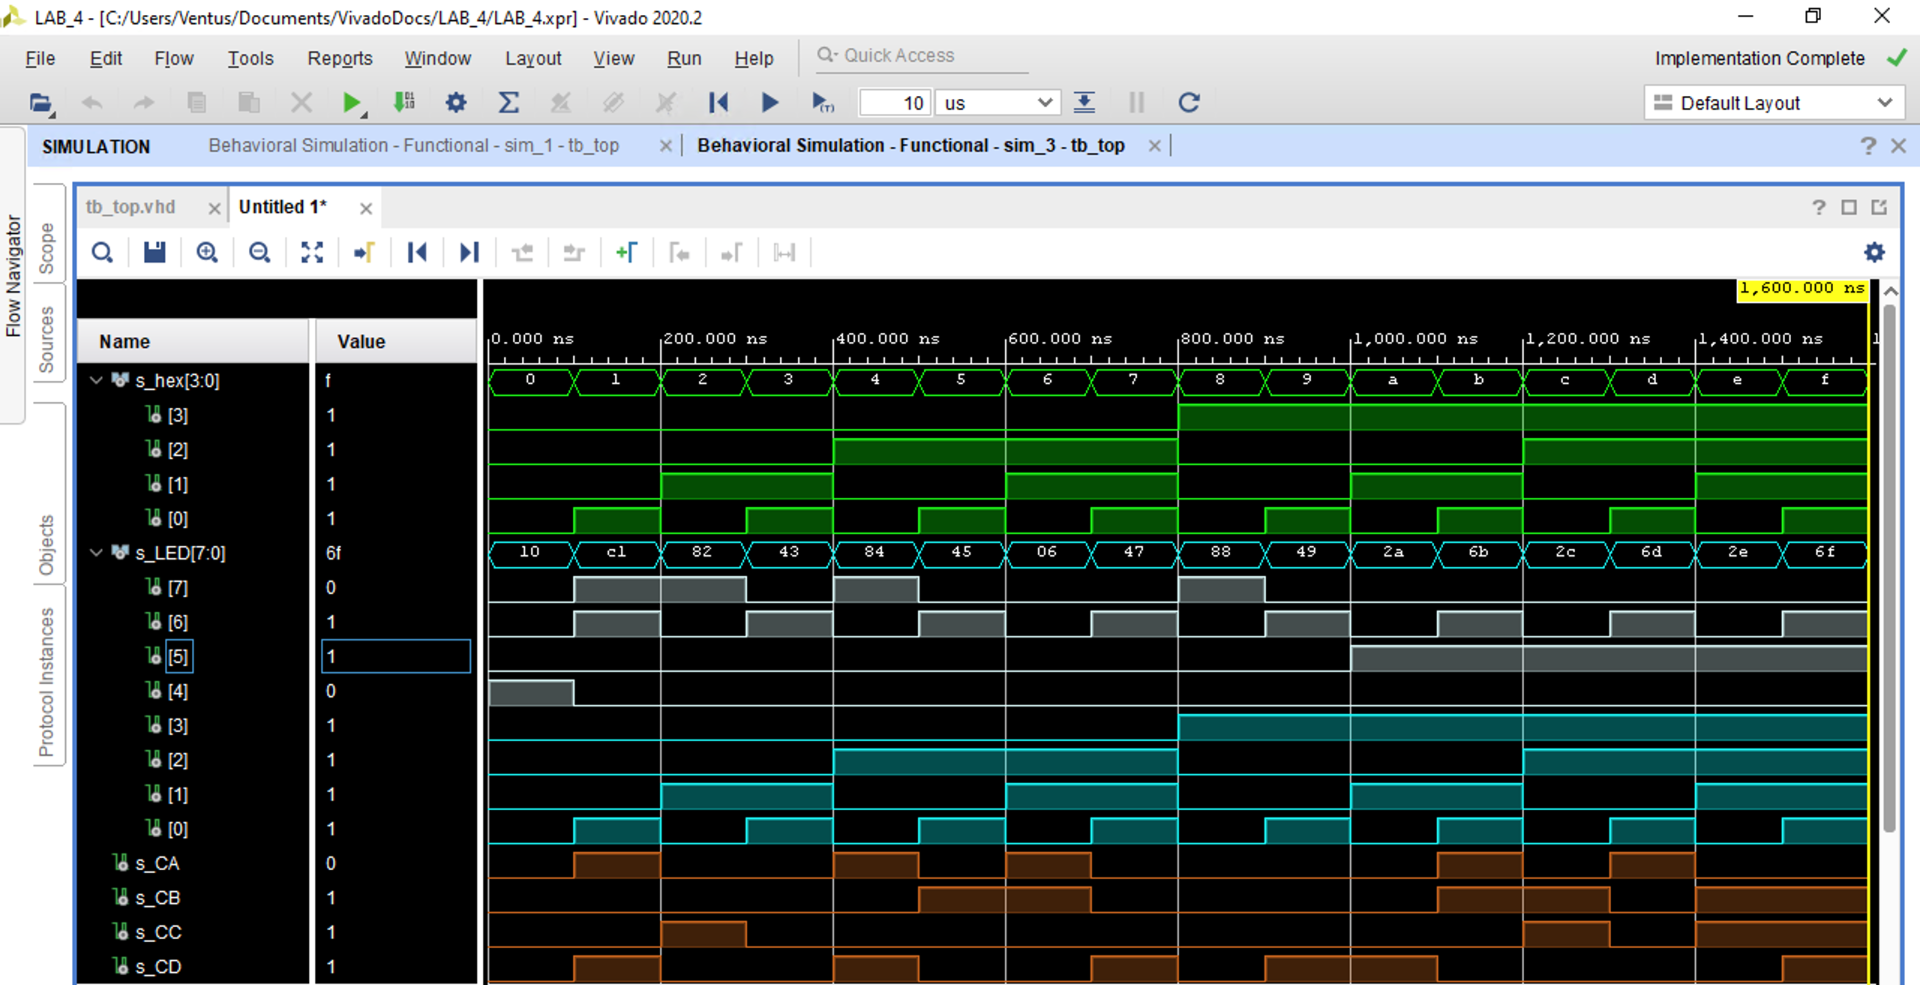 LAB_4 - [C:/Users/Ventus/Documents/VivadoDocs/LAB_4/LAB_4.xpr] - Vivado 2020.2
File Edit Flow Tools Reports Window Layout View Run Help Quick Access Implementation Complete
10 us Default Layout
SIMULATION Behavioral Simulation - Functional - sim_1 - tb_top Behavioral Simulation - Functional - sim_3 - tb_top
Flow Navigator
Scope
Sources
Objects
Protocol Instances
tb_top.vhd Untitled 1*
1,600.000 ns
Name Value 0.000 ns 200.000 ns 400.000 ns 600.000 ns 800.000 ns 1,000.000 ns 1,200.000 ns 1,400.000 ns 1
s_hex[3:0] f 0 1 2 3 4 5 6 7 8 9 a b c d e f
[3] 1
[2] 1
[1] 1
[0] 1
s_LED[7:0] 6f 10 c1 82 43 84 45 06 47 88 49 2a 6b 2c 6d 2e 6f
[7] 0
[6] 1
[5] 1
[4] 0
[3] 1
[2] 1
[1] 1
[0] 1
s_CA 0
s_CB 1
s_CC 1
s_CD 1